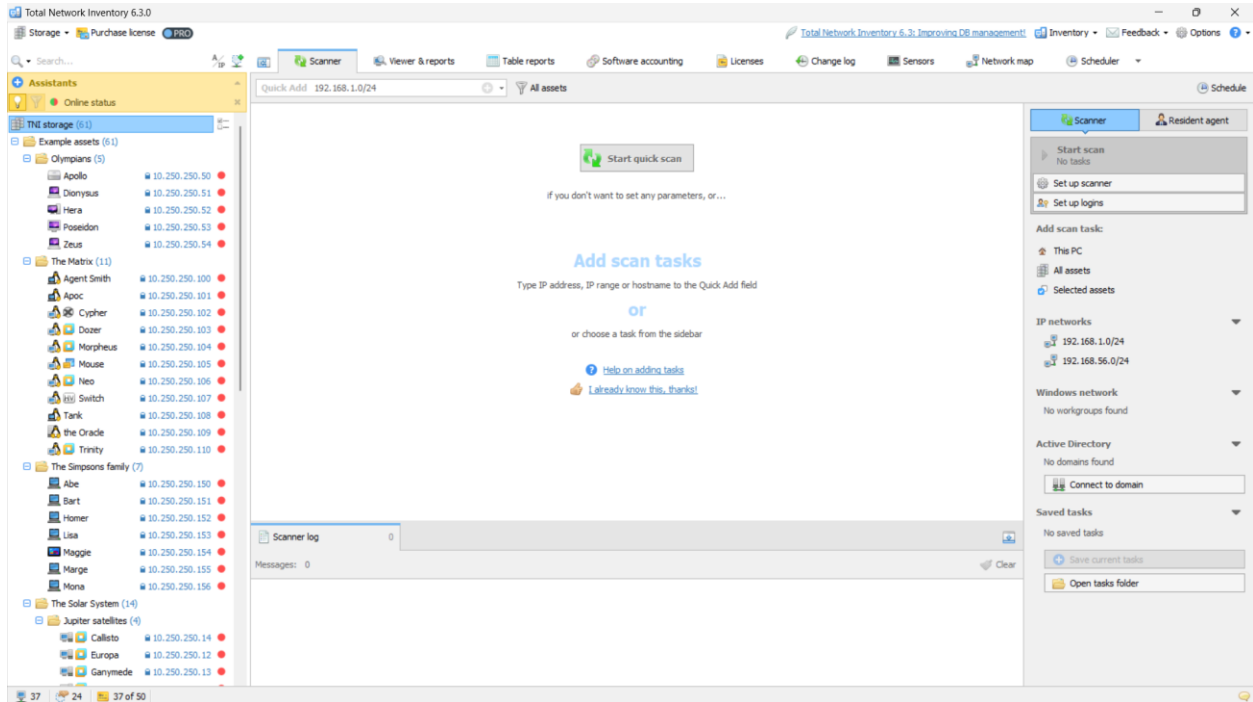 Total Network Inventory 6.3.0
Storage
Purchase license
PRO
Total Network Inventory 6.3: Improving DB management!
Inventory
Feedback
Options
Search...
Scanner
Viewer & reports
Table reports
Software accounting
Licenses
Change log
Sensors
Network map
Scheduler
Assistants
Online status
Quick Add 192.168.1.0/24
All assets
Schedule
TNI storage (61)
Example assets (61)
Olympians (5)
Apollo 10.250.250.50
Dionysus 10.250.250.51
Hera 10.250.250.52
Poseidon 10.250.250.53
Zeus 10.250.250.54
The Matrix (11)
Agent Smith 10.250.250.100
Apoc 10.250.250.101
Cypher 10.250.250.102
Dozer 10.250.250.103
Morpheus 10.250.250.104
Mouse 10.250.250.105
Neo 10.250.250.106
Switch 10.250.250.107
Tank 10.250.250.108
the Oracle 10.250.250.109
Trinity 10.250.250.110
The Simpsons family (7)
Abe 10.250.250.150
Bart 10.250.250.151
Homer 10.250.250.152
Lisa 10.250.250.153
Maggie 10.250.250.154
Marge 10.250.250.155
Mona 10.250.250.156
The Solar System (14)
Jupiter satellites (4)
Callisto 10.250.250.14
Europa 10.250.250.12
Ganymede 10.250.250.13
Start quick scan
if you don't want to set any parameters, or...
Add scan tasks
Type IP address, IP range or hostname to the Quick Add field
or
or choose a task from the sidebar
Help on adding tasks
I already know this, thanks!
Scanner log 0
Messages: 0
Clear
Scanner
Resident agent
Start scan
No tasks
Set up scanner
Set up logins
Add scan task:
This PC
All assets
Selected assets
IP networks
192.168.1.0/24
192.168.56.0/24
Windows network
No workgroups found
Active Directory
No domains found
Connect to domain
Saved tasks
No saved tasks
Save current tasks
Open tasks folder
37
24
37 of 50